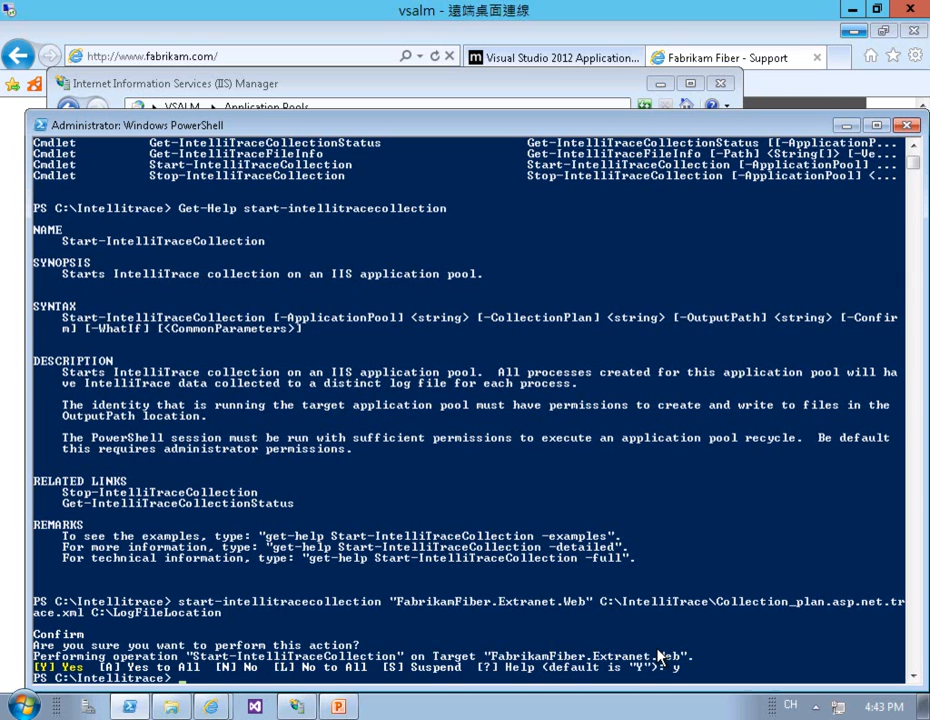 vsalm - 遠端桌面連線
http://www.fabrikam.com/
Visual Studio 2012 Application...
Fabrikam Fiber - Support
Internet Information Services (IIS) Manager
VSALM
Application Pools
Administrator: Windows PowerShell
Cmdlet Get-IntelliTraceCollectionStatus Get-IntelliTraceCollectionStatus [[-ApplicationP...
Cmdlet Get-IntelliTraceFileInfo Get-IntelliTraceFileInfo [-Path] <String[]> [-Ve...
Cmdlet Start-IntelliTraceCollection Start-IntelliTraceCollection [-ApplicationPool] ...
Cmdlet Stop-IntelliTraceCollection Stop-IntelliTraceCollection [-ApplicationPool] <...
PS C:\Intellitrace> Get-Help start-intellitracecollection
NAME
Start-IntelliTraceCollection
SYNOPSIS
Starts IntelliTrace collection on an IIS application pool.
SYNTAX
Start-IntelliTraceCollection [-ApplicationPool] <string> [-CollectionPlan] <string> [-OutputPath] <string> [-Confir
m] [-WhatIf] [<CommonParameters>]
DESCRIPTION
Starts IntelliTrace collection on an IIS application pool.  All processes created for this application pool will ha
ve IntelliTrace data collected to a distinct log file for each process.
The identity that is running the target application pool must have permissions to create and write to files in the
OutputPath location.
The PowerShell session must be run with sufficient permissions to execute an application pool recycle.  Be default
this requires administrator permissions.
RELATED LINKS
Stop-IntelliTraceCollection
Get-IntelliTraceCollectionStatus
REMARKS
To see the examples, type: "get-help Start-IntelliTraceCollection -examples".
For more information, type: "get-help Start-IntelliTraceCollection -detailed".
For technical information, type: "get-help Start-IntelliTraceCollection -full".
PS C:\Intellitrace> start-intellitracecollection "FabrikamFiber.Extranet.Web" C:\IntelliTrace\Collection_plan.asp.net.tr
ace.xml C:\LogFileLocation
Confirm
Are you sure you want to perform this action?
Performing operation "Start-IntelliTraceCollection" on Target "FabrikamFiber.Extranet.Web".
[Y] Yes  [A] Yes to All  [N] No  [L] No to All  [S] Suspend  [?] Help (default is "Y"): y
PS C:\Intellitrace> _
CH
4:43 PM